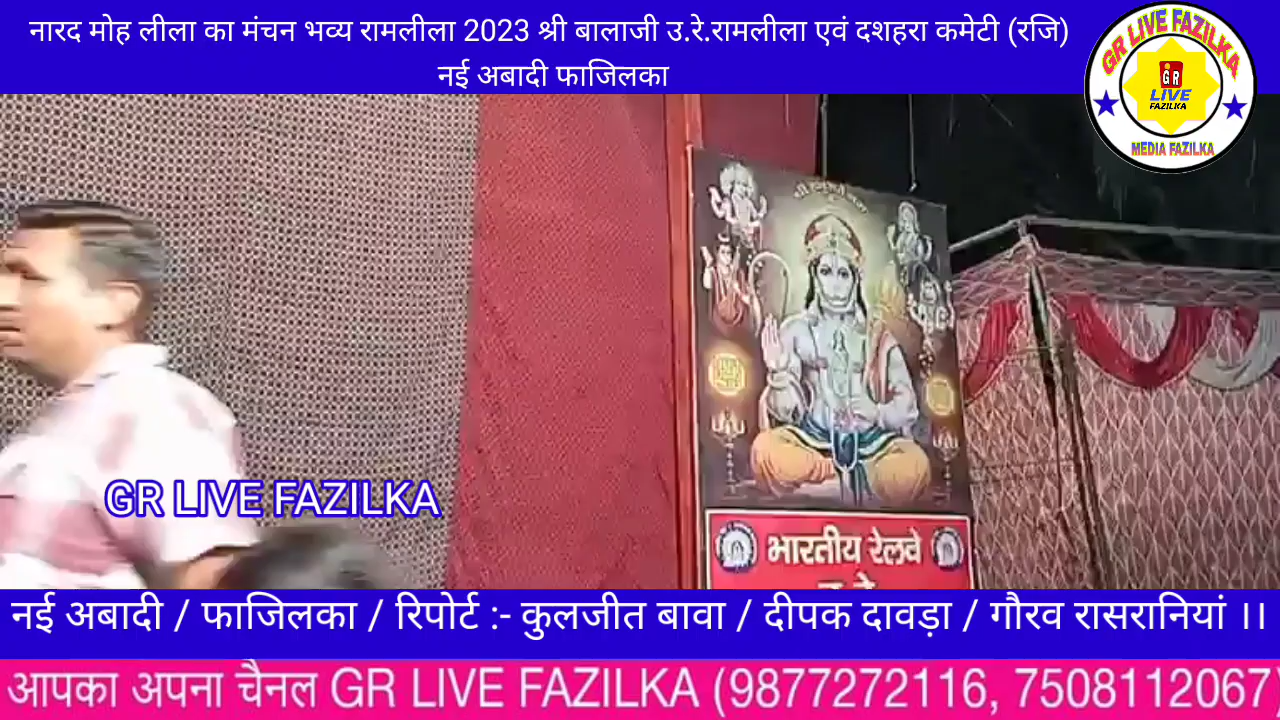 नारद मोह लीला का मंचन भव्य रामलीला 2023 श्री बालाजी उ.रे.रामलीला एवं दशहरा कमेटी (रजि)
नई अबादी फाजिलका
GR LIVE FAZILKA
GR
LIVE
FAZILKA
MEDIA FAZILKA
GR LIVE FAZILKA
भारतीय रेलवे
नई अबादी / फाजिलका / रिपोर्ट :- कुलजीत बावा / दीपक दावड़ा / गौरव रासरानियां ।।
आपका अपना चैनल GR LIVE FAZILKA (9877272116, 7508112067)